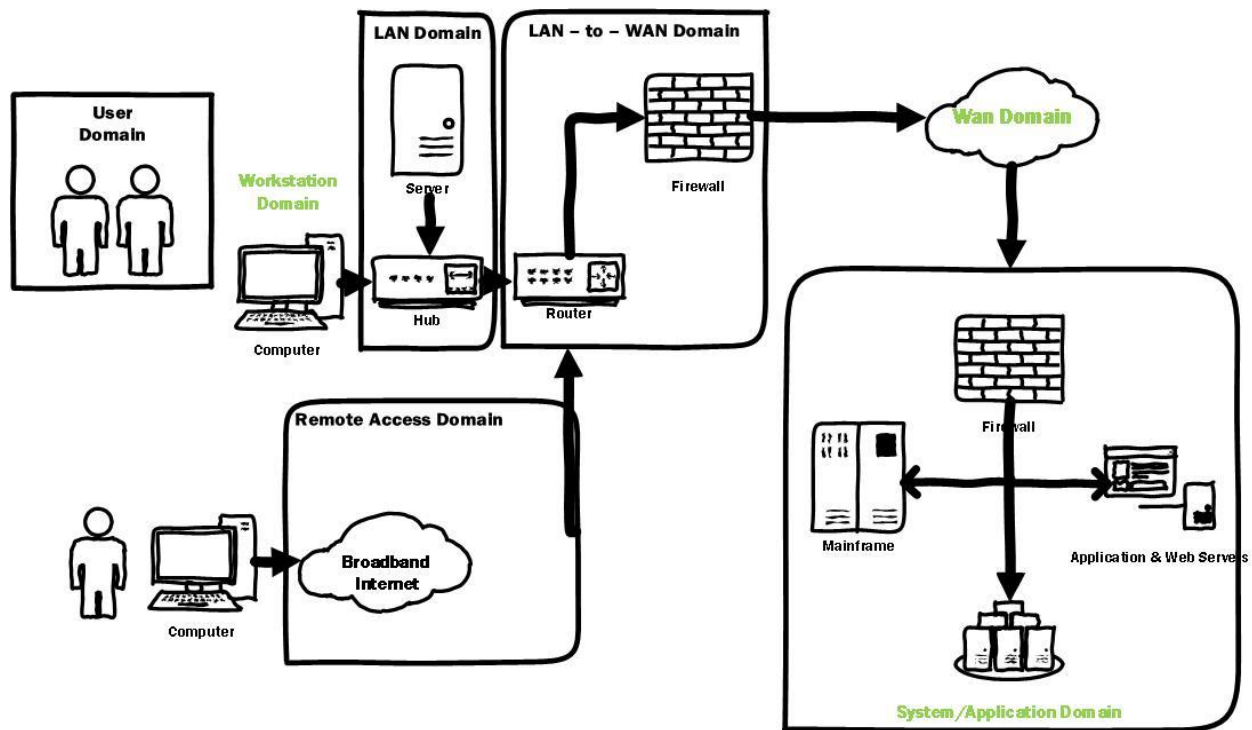 LAN Domain
LAN – to – WAN Domain
User
Domain
Workstation
Domain
Server
Firewall
Wan Domain
Hub
Router
Computer
Remote Access Domain
Broadband
Internet
Computer
Firewall
Mainframe
Application & Web Servers
System/Application Domain